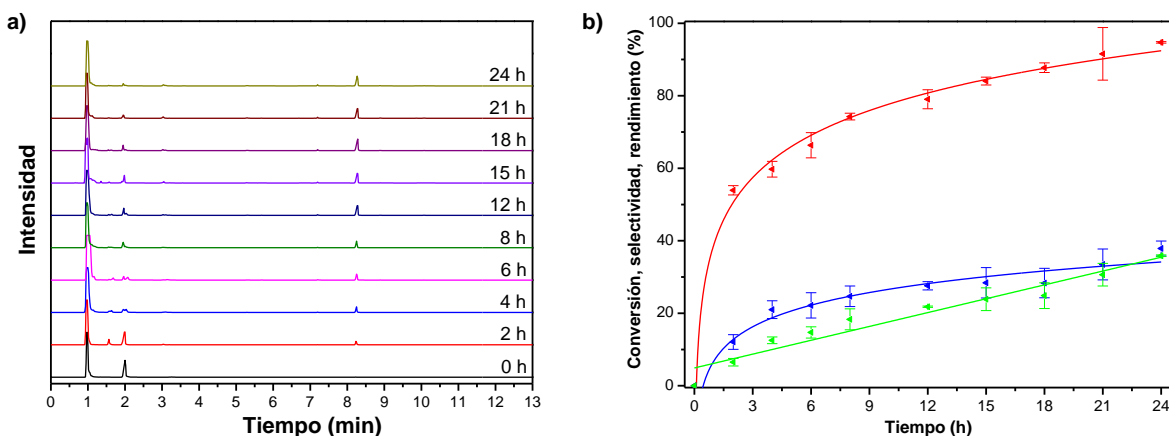 a)
Intensidad
24 h
21 h
18 h
15 h
12 h
8 h
6 h
4 h
2 h
0 h
0 1 2 3 4 5 6 7 8 9 10 11 12 13
Tiempo (min)
b)
Conversión, selectividad, rendimiento (%)
100
80
60
40
20
0
0 3 6 9 12 15 18 21 24
Tiempo (h)